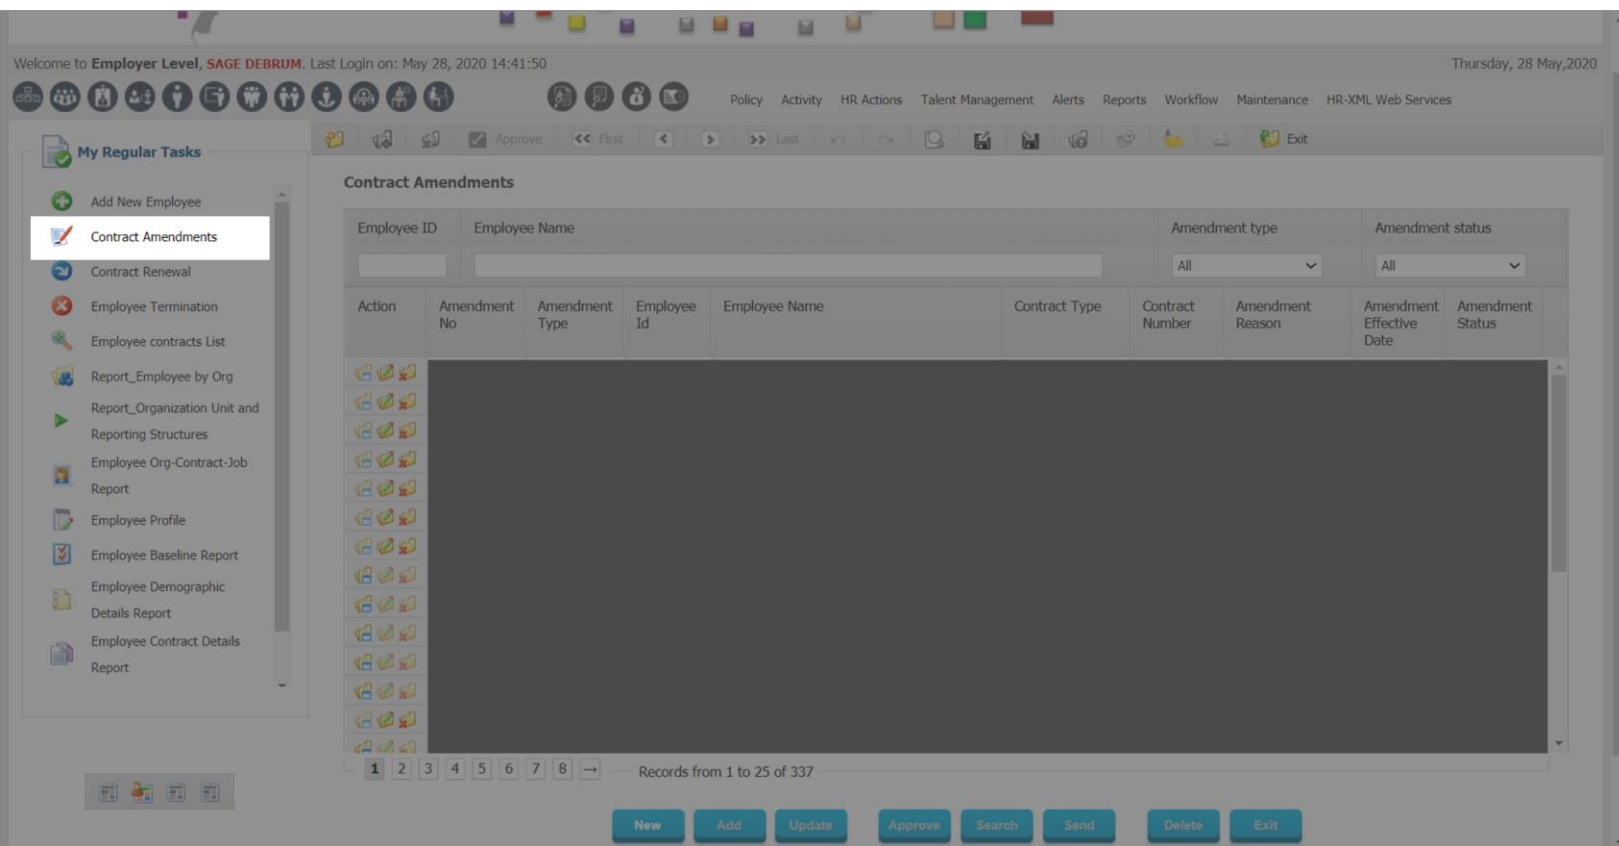 Welcome to Employer Level, SAGE DEBRUM. Last Login on: May 28, 2020 14:41:50
Thursday, 28 May,2020
Policy Activity HR Actions Talent Management Alerts Reports Workflow Maintenance HR-XML Web Services
Approve First Last Exit
My Regular Tasks
Add New Employee
Contract Amendments
Contract Renewal
Employee Termination
Employee contracts List
Report_Employee by Org
Report_Organization Unit and
Reporting Structures
Employee Org-Contract-Job
Report
Employee Profile
Employee Baseline Report
Employee Demographic
Details Report
Employee Contract Details
Report
Contract Amendments
Employee ID Employee Name Amendment type Amendment status
All All
Action Amendment Amendment Employee Employee Name Contract Type Contract Amendment Amendment Amendment
No Type Id Number Reason Effective Status
Date
1 2 3 4 5 6 7 8 → Records from 1 to 25 of 337
New Add Update Approve Search Send Delete Exit